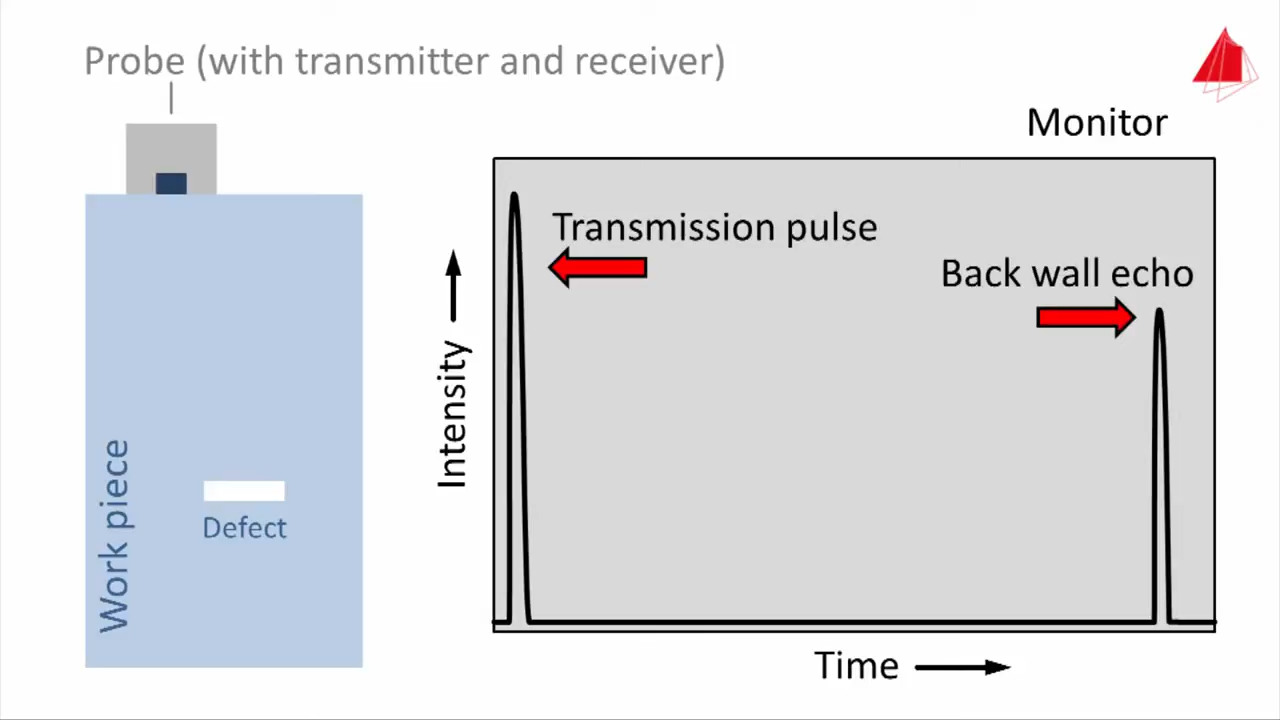 Probe (with transmitter and receiver)
Monitor
Transmission pulse
Back wall echo
Intensity
Work piece
Defect
Time